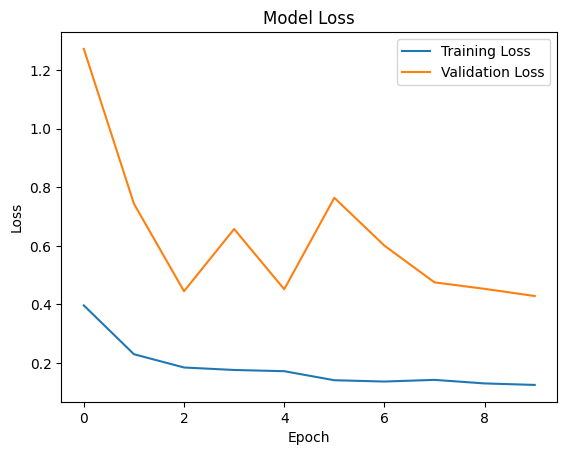 Model Loss
Training Loss
Validation Loss
1.2
1.0
0.8
0.6
0.4
0.2
Loss
0 2 4 6 8
Epoch